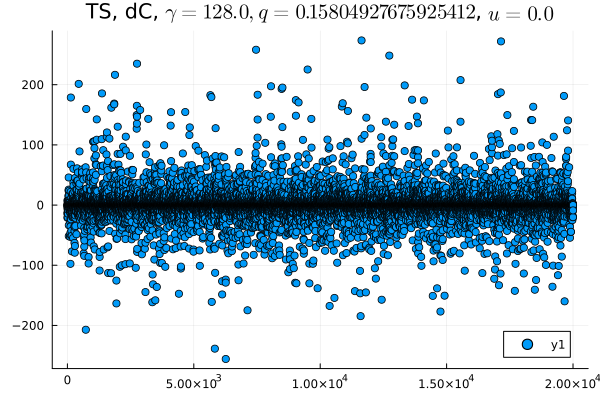 TS, dC, γ = 128.0, q = 0.15804927675925412, u = 0.0
200
100
0
−100
−200
y1
0 5.00×10³ 1.00×10⁴ 1.50×10⁴ 2.00×10⁴